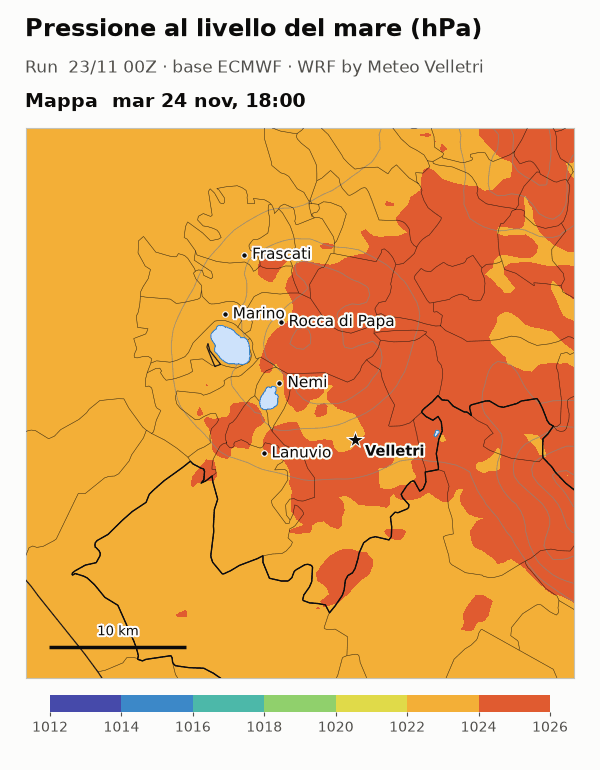 Pressione al livello del mare (hPa)
Run  23/11 00Z · base ECMWF · WRF by Meteo Velletri
Mappa  mar 24 nov, 18:00
Frascati
Marino
Rocca di Papa
Nemi
Velletri
Lanuvio
10 km
1012 1014 1016 1018 1020 1022 1024 1026